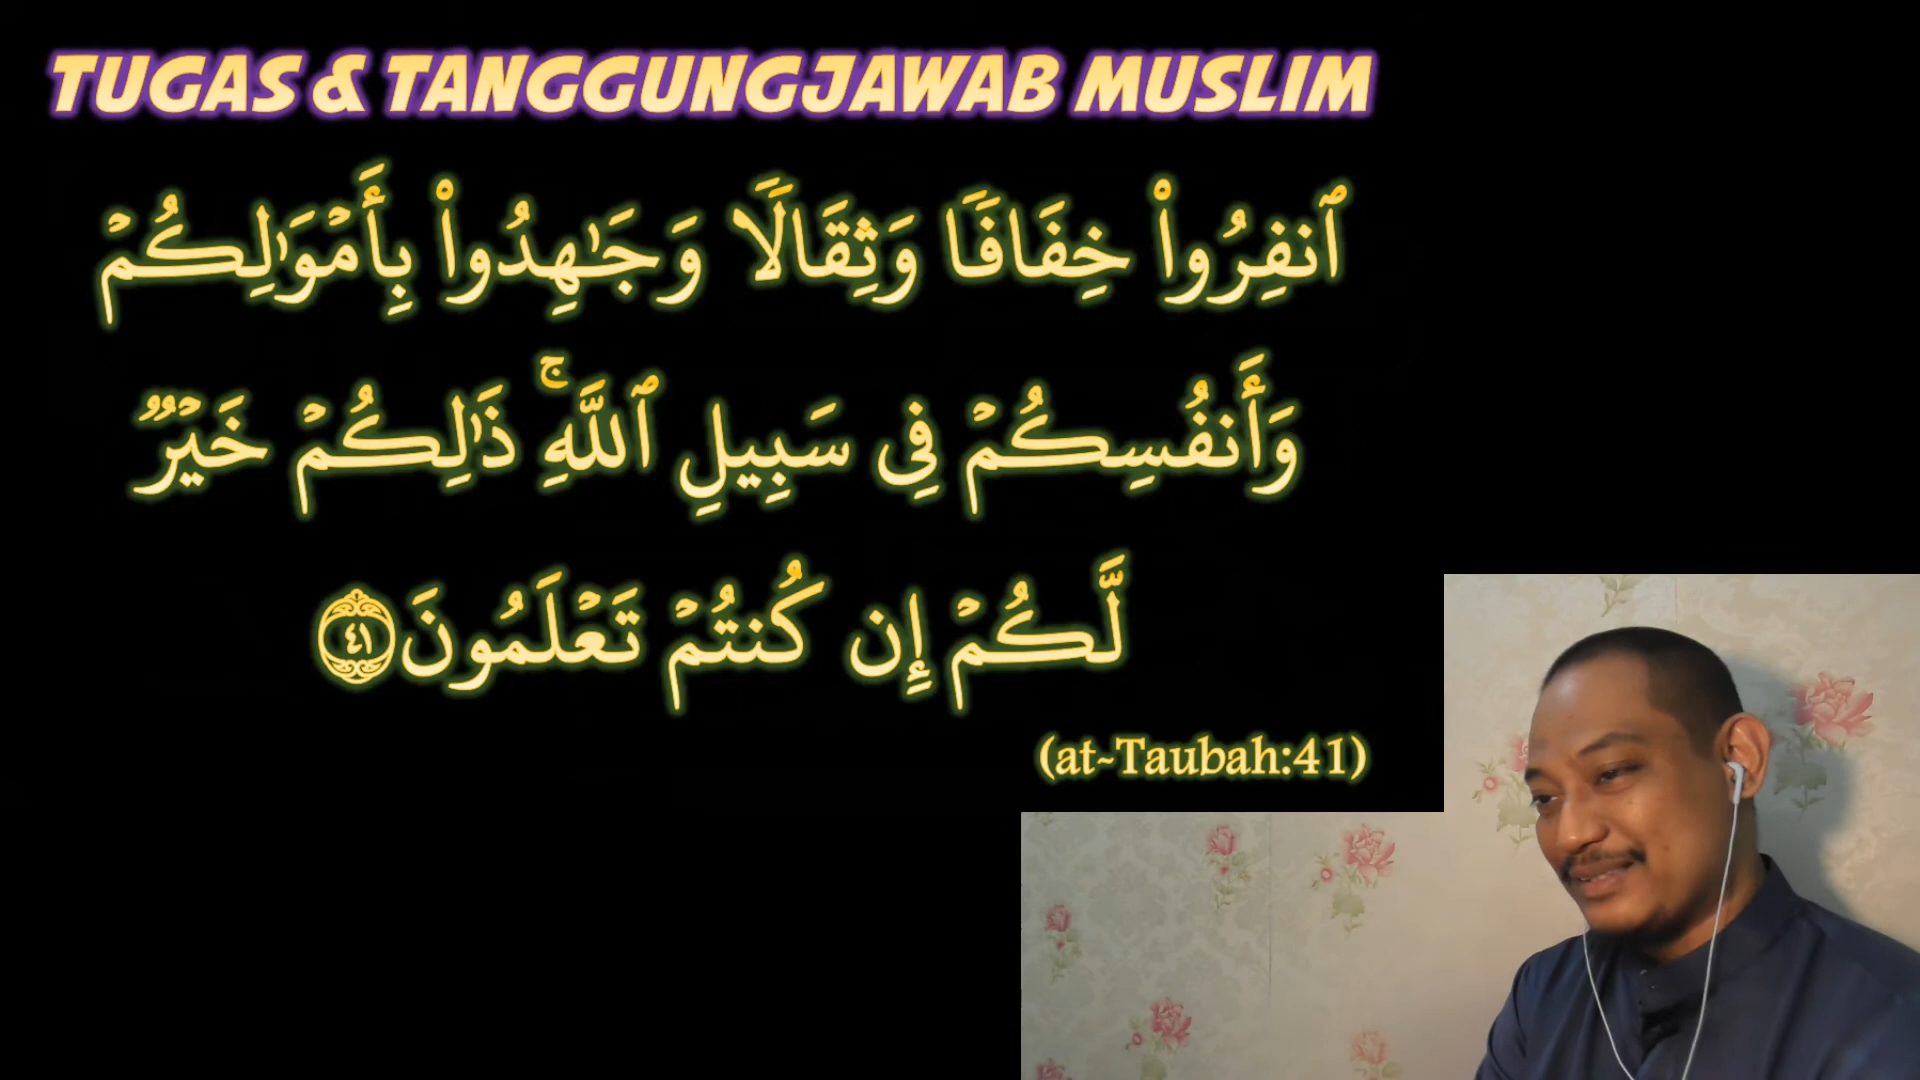 TUGAS & TANGGUNGJAWAB MUSLIM
ٱنفِرُوا۟ خِفَافًا وَثِقَالًا وَجَـٰهِدُوا۟ بِأَمْوَٰلِكُمْ
وَأَنفُسِكُمْ فِى سَبِيلِ ٱللَّهِ ۚ ذَٰلِكُمْ خَيْرٌ
لَّكُمْ إِن كُنتُمْ تَعْلَمُونَ ٤١
(at-Taubah:41)